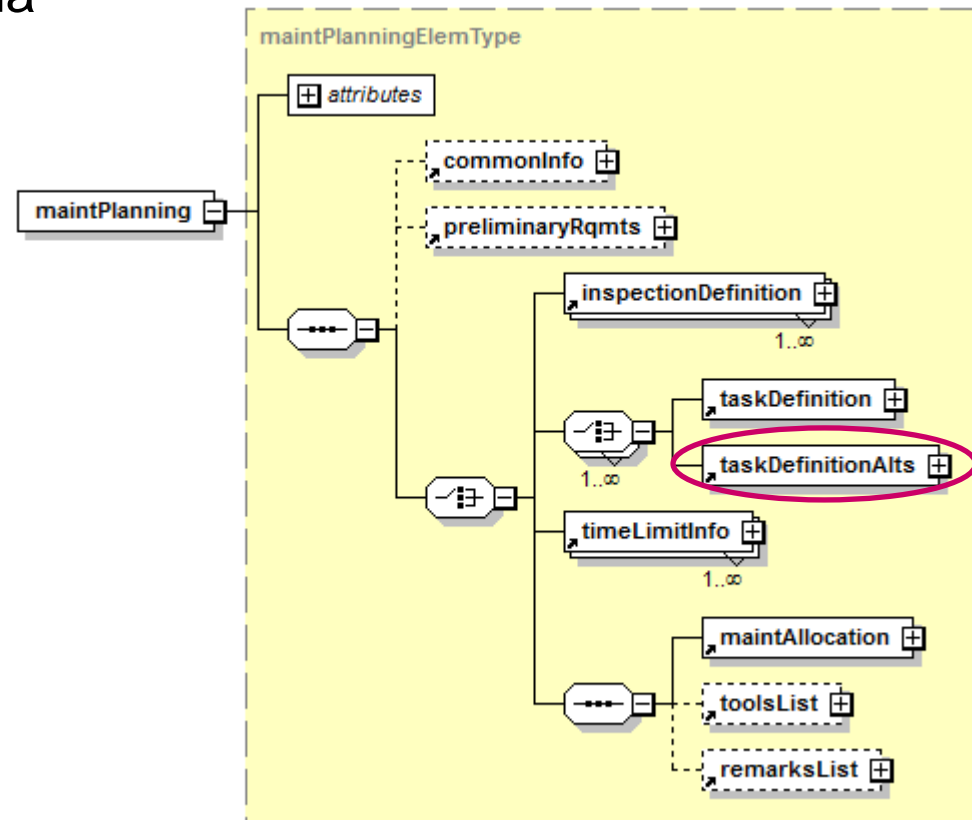 maintPlanningElemType
attributes
commonInfo
maintPlanning
preliminaryRqmts
inspectionDefinition
1..∞
taskDefinition
taskDefinitionAlts
1..∞
timeLimitInfo
1..∞
maintAllocation
toolsList
remarksList